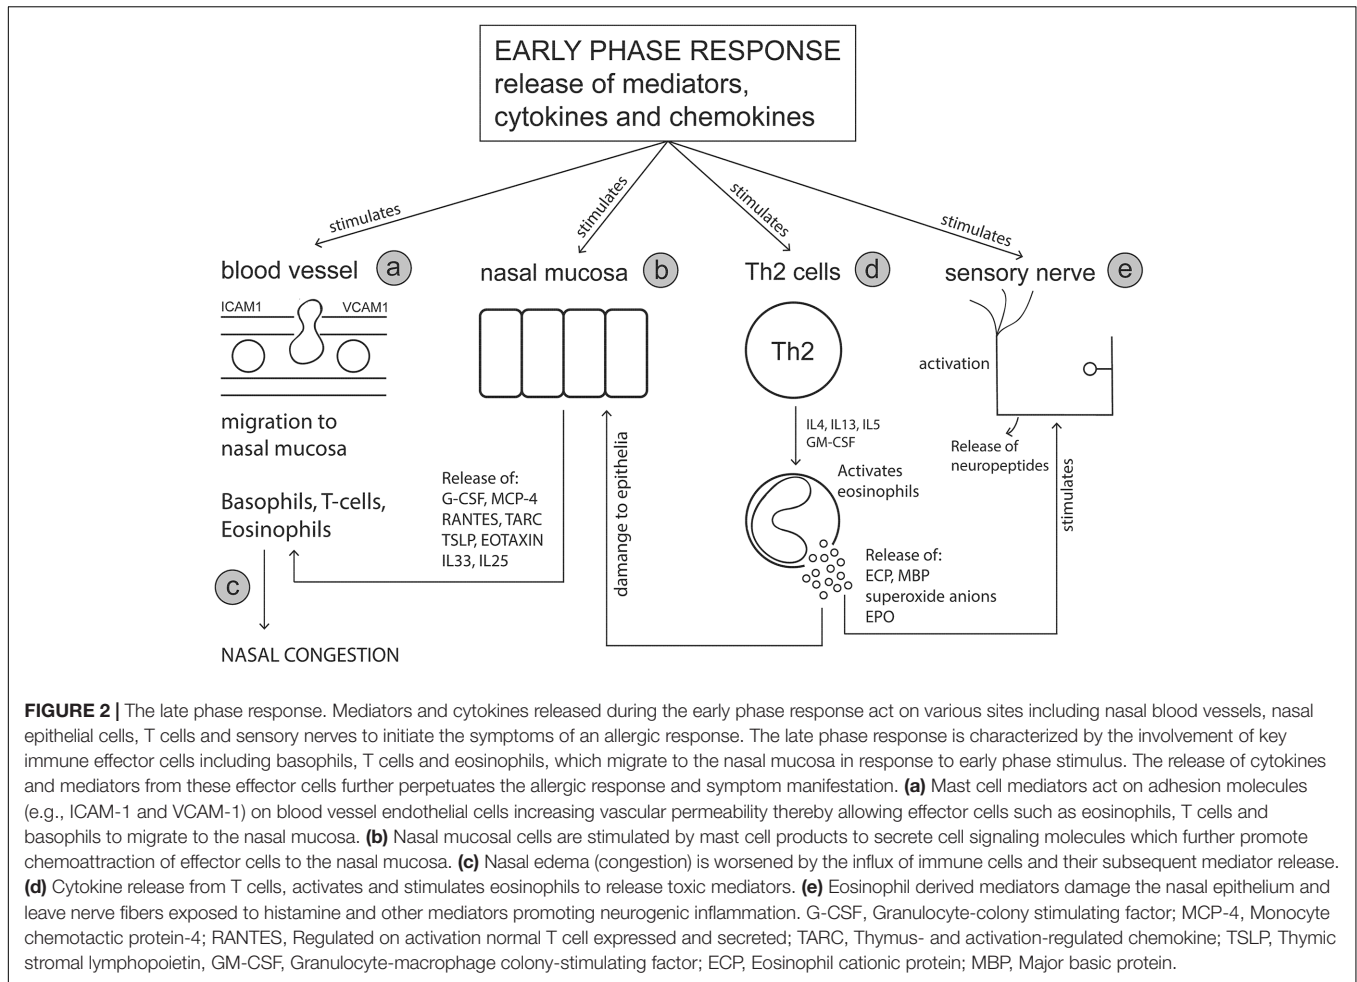 EARLY PHASE RESPONSE
release of mediators,
cytokines and chemokines
stimulates
stimulates
stimulates
stimulates
blood vessel
a
nasal mucosa
b
Th2 cells
d
sensory nerve
e
ICAM1
VCAM1
Th2
activation
migration to
nasal mucosa
Basophils, T-cells,
Eosinophils
c
NASAL CONGESTION
Release of:
G-CSF, MCP-4
RANTES, TARC
TSLP, EOTAXIN
IL33, IL25
damange to epithelia
IL4, IL13, IL5
GM-CSF
Activates
eosinophils
Release of:
ECP, MBP
superoxide anions
EPO
Release of
neuropeptides
stimulates
FIGURE 2 | The late phase response. Mediators and cytokines released during the early phase response act on various sites including nasal blood vessels, nasal
epithelial cells, T cells and sensory nerves to initiate the symptoms of an allergic response. The late phase response is characterized by the involvement of key
immune effector cells including basophils, T cells and eosinophils, which migrate to the nasal mucosa in response to early phase stimulus. The release of cytokines
and mediators from these effector cells further perpetuates the allergic response and symptom manifestation. (a) Mast cell mediators act on adhesion molecules
(e.g., ICAM-1 and VCAM-1) on blood vessel endothelial cells increasing vascular permeability thereby allowing effector cells such as eosinophils, T cells and
basophils to migrate to the nasal mucosa. (b) Nasal mucosal cells are stimulated by mast cell products to secrete cell signaling molecules which further promote
chemoattraction of effector cells to the nasal mucosa. (c) Nasal edema (congestion) is worsened by the influx of immune cells and their subsequent mediator release.
(d) Cytokine release from T cells, activates and stimulates eosinophils to release toxic mediators. (e) Eosinophil derived mediators damage the nasal epithelium and
leave nerve fibers exposed to histamine and other mediators promoting neurogenic inflammation. G-CSF, Granulocyte-colony stimulating factor; MCP-4, Monocyte
chemotactic protein-4; RANTES, Regulated on activation normal T cell expressed and secreted; TARC, Thymus- and activation-regulated chemokine; TSLP, Thymic
stromal lymphopoietin, GM-CSF, Granulocyte-macrophage colony-stimulating factor; ECP, Eosinophil cationic protein; MBP, Major basic protein.